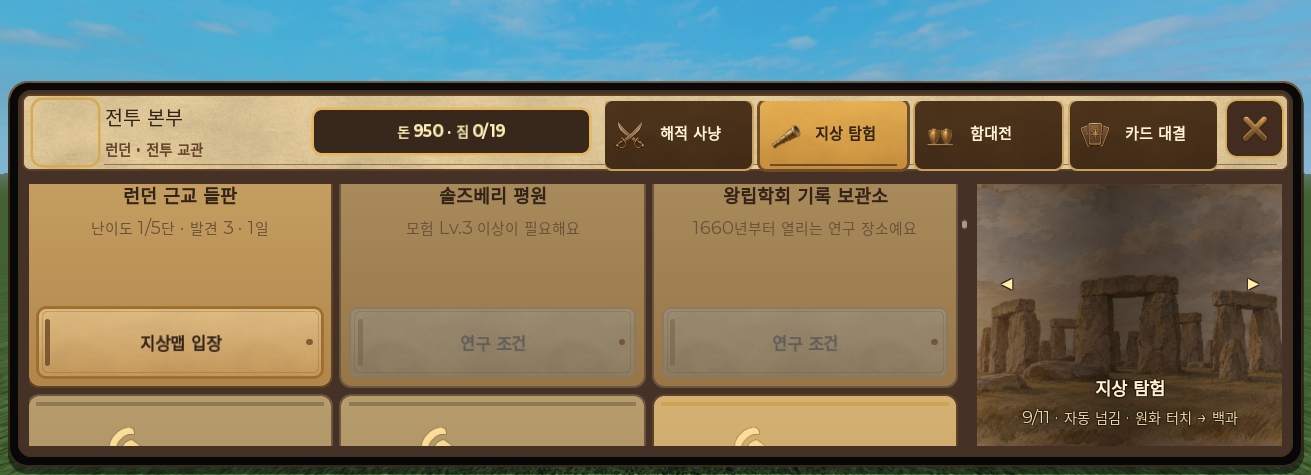 전투 본부
런던 · 전투 교관
돈 950 · 짐 0/19
해적 사냥
지상 탐험
함대전
카드 대결
런던 근교 들판
난이도 1/5단 · 발견 3 · 1일
지상맵 입장
솔즈베리 평원
모험 Lv.3 이상이 필요해요
연구 조건
왕립학회 기록 보관소
1660년부터 열리는 연구 장소예요
연구 조건
지상 탐험
9/11 · 자동 넘김 · 원화 터치 → 백과